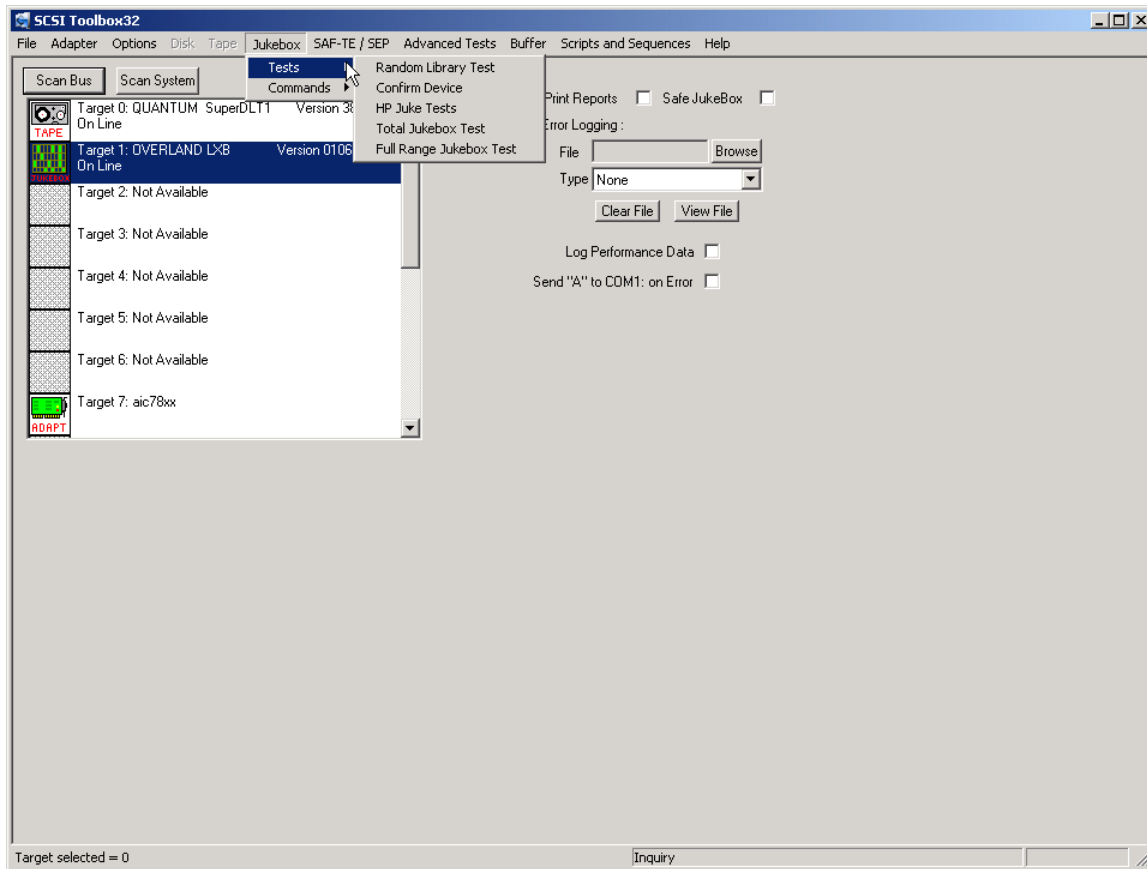 SCSI Toolbox32
File Adapter Options Disk Tape Jukebox SAF-TE / SEP Advanced Tests Buffer Scripts and Sequences Help
Scan Bus Scan System
Tests
Commands
Random Library Test
Confirm Device
HP Juke Tests
Total Jukebox Test
Full Range Jukebox Test
Target 0: QUANTUM SuperDLT1 Version
On Line
TAPE
Target 1: OVERLAND LXB Version 0106
On Line
JUKEBOX
Target 2: Not Available
Target 3: Not Available
Target 4: Not Available
Target 5: Not Available
Target 6: Not Available
Target 7: aic78xx
ADAPT
Print Reports Safe JukeBox
Error Logging :
File Browse
Type None
Clear File View File
Log Performance Data
Send "A" to COM1: on Error
Target selected = 0 Inquiry